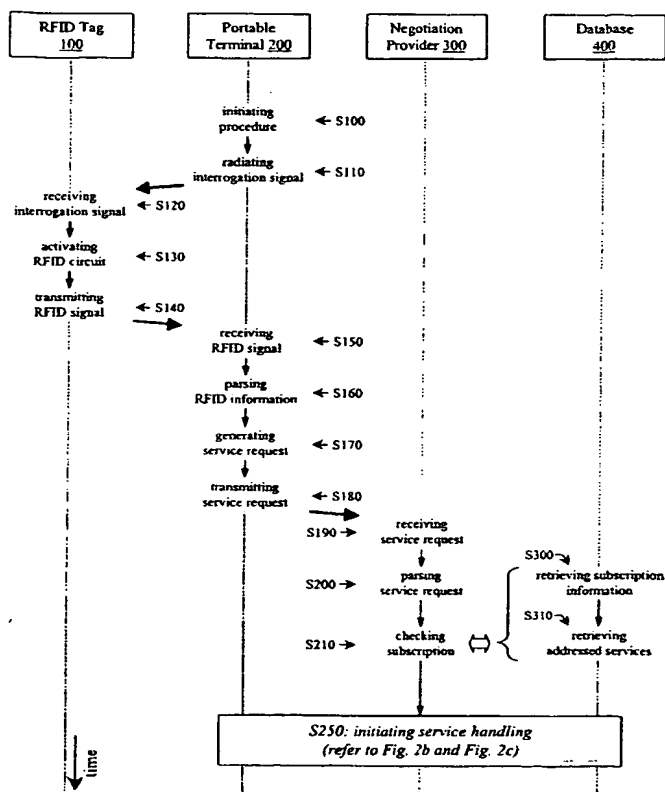 RFID Tag
100
Portable
Terminal 200
Negotiation
Provider 300
Database
400
initiating
procedure
← S100
radiating
interrogation signal
← S110
receiving
interrogation signal
← S120
activating
RFID circuit
← S130
transmitting
RFID signal
← S140
receiving
RFID signal
← S150
parsing
RFID information
← S160
generating
service request
← S170
transmitting
service request
← S180
S190 →
receiving
service request
S200 →
parsing
service request
S300
retrieving subscription
information
S210 →
checking
subscription
S310
retrieving
addressed services
S250: initiating service handling
(refer to Fig. 2b and Fig. 2c)
time